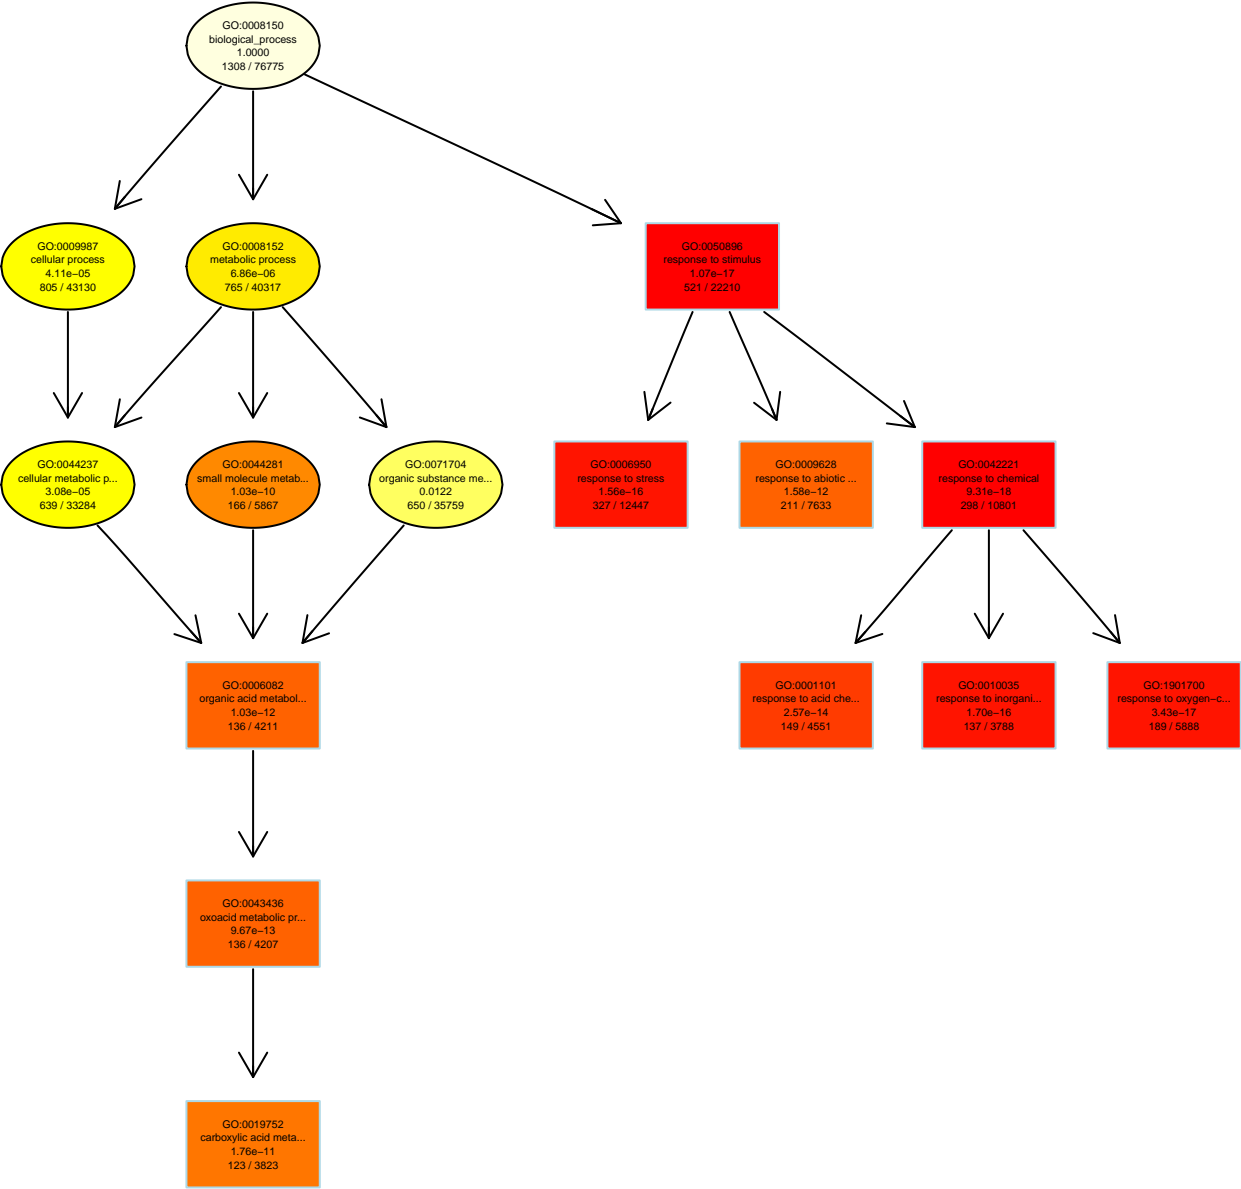 GO:0008150
biological_process
1.0000
1308 / 76775
GO:0009987
cellular process
4.11e−05
805 / 43130
GO:0008152
metabolic process
6.86e−06
765 / 40317
GO:0050896
response to stimulus
1.07e−17
521 / 22210
GO:0044237
cellular metabolic p...
3.08e−05
639 / 33284
GO:0044281
small molecule metab...
1.03e−10
166 / 5867
GO:0071704
organic substance me...
0.0122
650 / 35759
GO:0006950
response to stress
1.56e−16
327 / 12447
GO:0009628
response to abiotic ...
1.58e−12
211 / 7633
GO:0042221
response to chemical
9.31e−18
298 / 10801
GO:0006082
organic acid metabol...
1.03e−12
136 / 4211
GO:0001101
response to acid che...
2.57e−14
149 / 4551
GO:0010035
response to inorgani...
1.70e−16
137 / 3788
GO:1901700
response to oxygen−c...
3.43e−17
189 / 5888
GO:0043436
oxoacid metabolic pr...
9.67e−13
136 / 4207
GO:0019752
carboxylic acid meta...
1.76e−11
123 / 3823